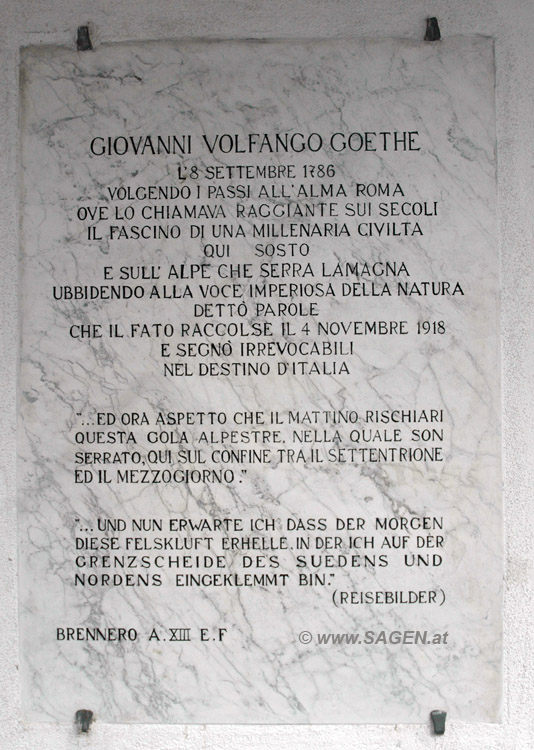 GIOVANNI VOLFANGO GOETHE
L'8 SETTEMBRE 1786
VOLGENDO I PASSI ALL'ALMA ROMA
OVE LO CHIAMAVA RAGGIANTE SUI SECOLI
IL FASCINO DI UNA MILLENARIA CIVILTA
QUI SOSTO
E SULL'ALPE CHE SERRA LAMAGNA
UBBIDENDO ALLA VOCE IMPERIOSA DELLA NATURA
DETTÒ PAROLE
CHE IL FATO RACCOLSE IL 4 NOVEMBRE 1918
E SEGNÒ IRREVOCABILI
NEL DESTINO D'ITALIA
"...ED ORA ASPETTO CHE IL MATTINO RISCHIARI
QUESTA GOLA ALPESTRE, NELLA QUALE SON
SERRATO, QUI, SUL CONFINE TRA IL SETTENTRIONE
ED IL MEZZOGIORNO."
"...UND NUN ERWARTE ICH DASS DER MORGEN
DIESE FELSKLUFT ERHELLE, IN DER ICH AUF DER
GRENZSCHEIDE DES SUEDENS UND
NORDENS EINGEKLEMMT BIN."
(REISEBILDER)
BRENNERO A. XIII E.F
© www.SAGEN.at